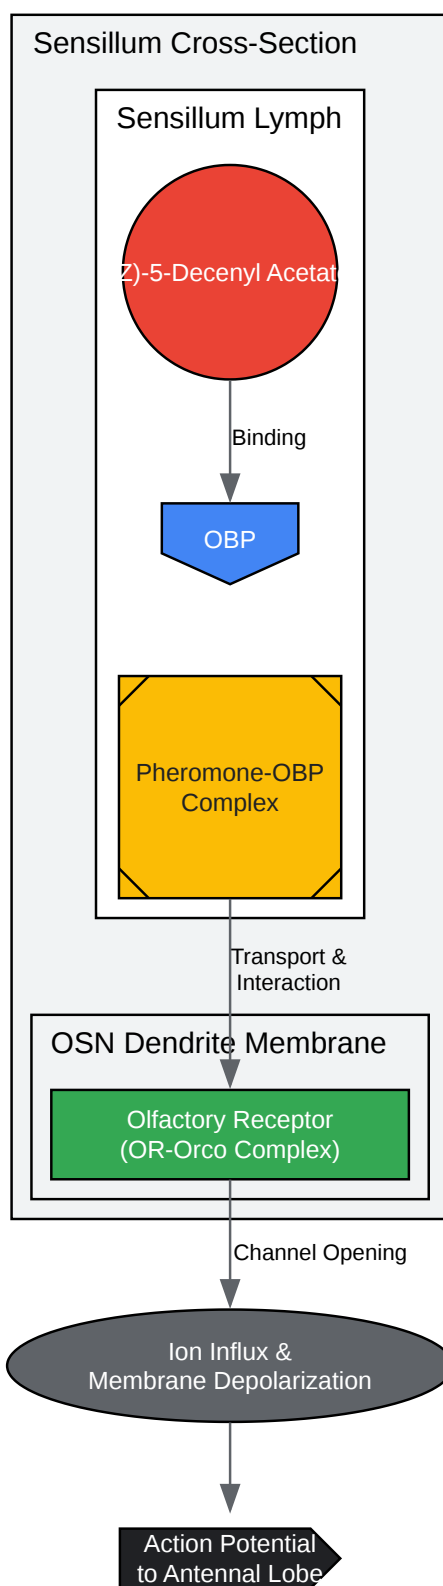 Sensillum Cross-Section
Sensillum Lymph
Z)-5-Decenyl Acetat
Binding
OBP
Pheromone-OBP
Complex
Transport &
Interaction
OSN Dendrite Membrane
Olfactory Receptor
(OR-Orco Complex)
Channel Opening
Ion Influx &
Membrane Depolarization
Action Potential
to Antennal Lobe